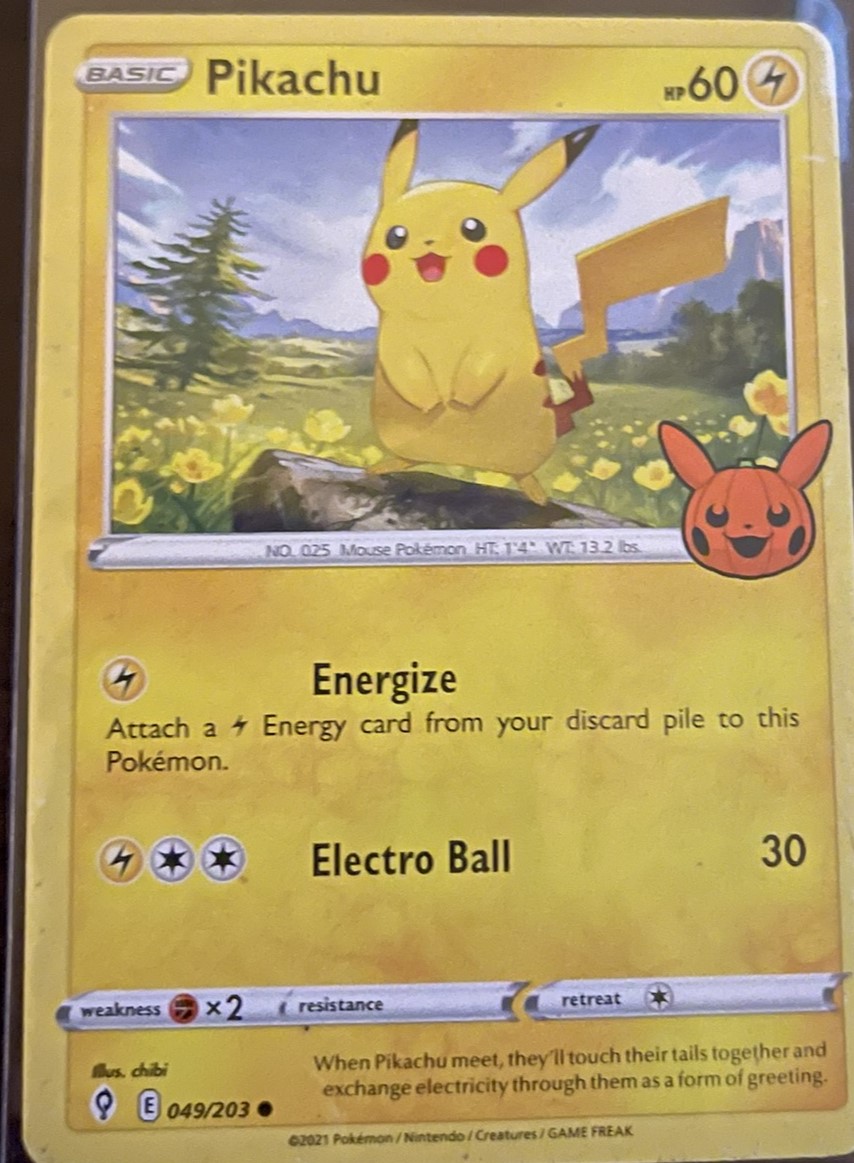 BASIC Pikachu HP 60
NO. 025 Mouse Pokémon HT: 1'4" WT: 13.2 lbs.
Energize
Attach a Energy card from your discard pile to this
Pokémon.
Electro Ball 30
weakness ×2 resistance retreat
When Pikachu meet, they'll touch their tails together and
exchange electricity through them as a form of greeting.
Illus. chibi
E 049/203
©2021 Pokémon / Nintendo / Creatures / GAME FREAK